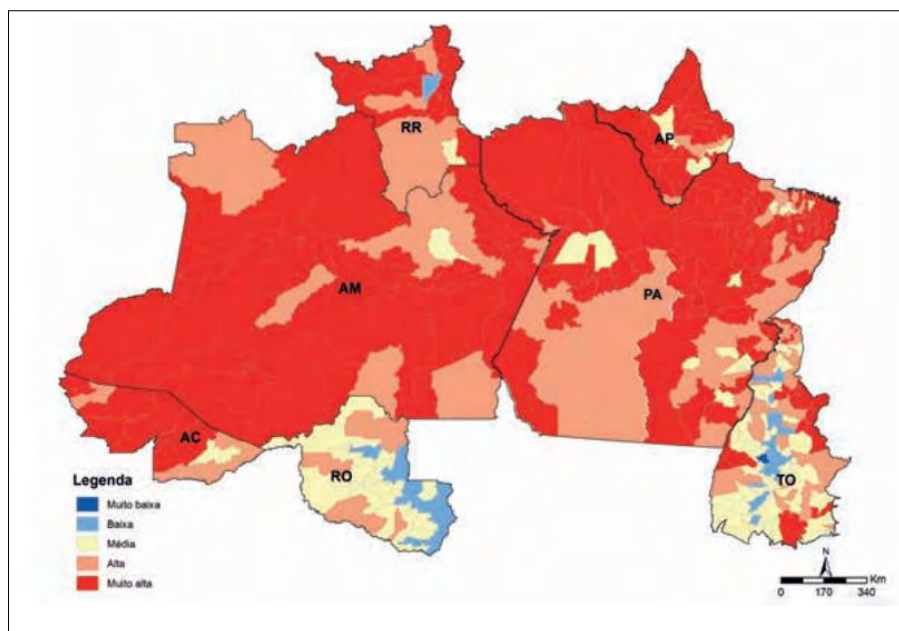 RR
AP
AM
PA
AC
RO
TO
Legenda
Muito baixa
Baixa
Média
Alta
Muito alta
N
Km
0 170 340